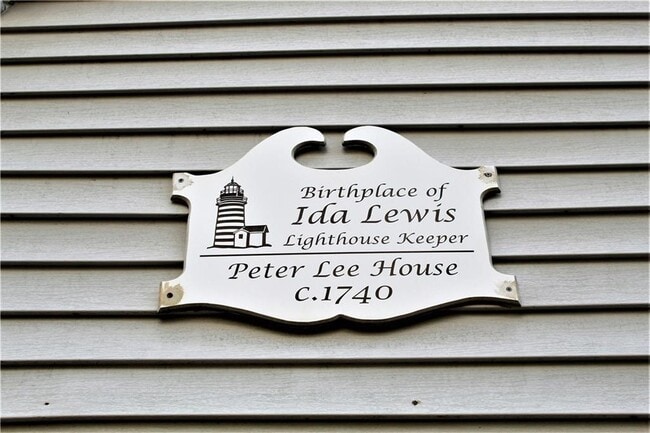 Birthplace of
Ida Lewis
Lighthouse Keeper
Peter Lee House
c.1740